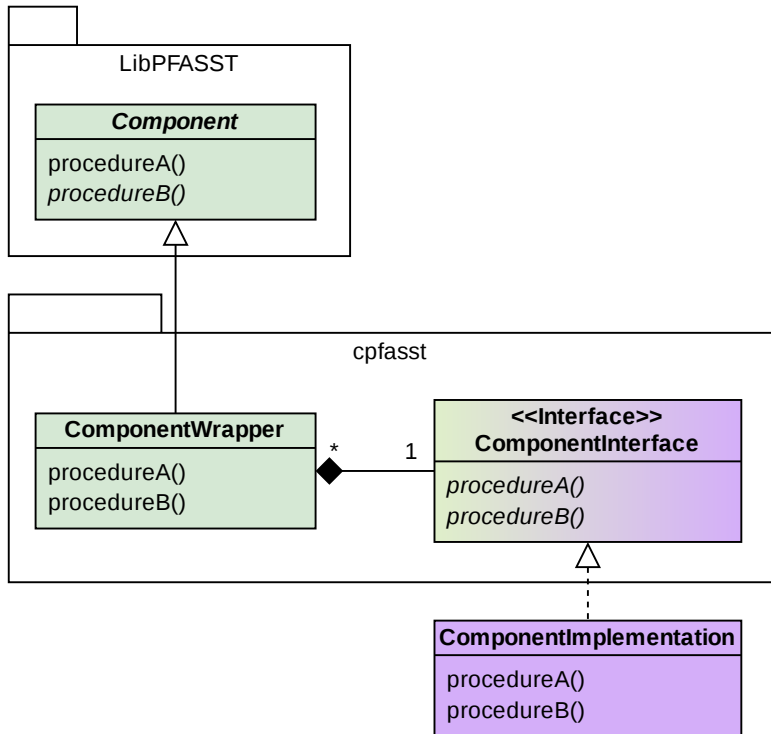 LibPFASST
Component
procedureA()
procedureB()
cpfasst
ComponentWrapper
procedureA()
procedureB()
*
1
<<Interface>>
ComponentInterface
procedureA()
procedureB()
ComponentImplementation
procedureA()
procedureB()